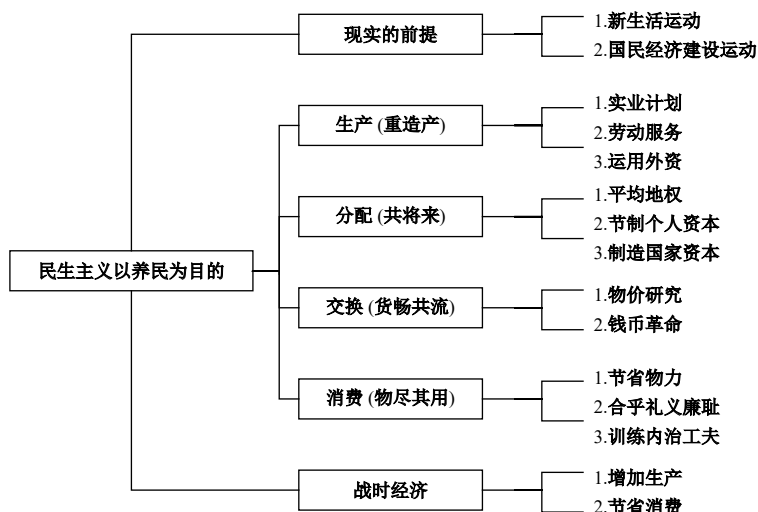 现实的前提
1.新生活运动
2.国民经济建设运动
生产 (重造产)
1.实业计划
2.劳动服务
3.运用外资
分配 (共将来)
1.平均地权
2.节制个人资本
3.制造国家资本
民生主义以养民为目的
交换 (货畅共流)
1.物价研究
2.钱币革命
消费 (物尽其用)
1.节省物力
2.合乎礼义廉耻
3.训练内治工夫
战时经济
1.增加生产
2.节省消费